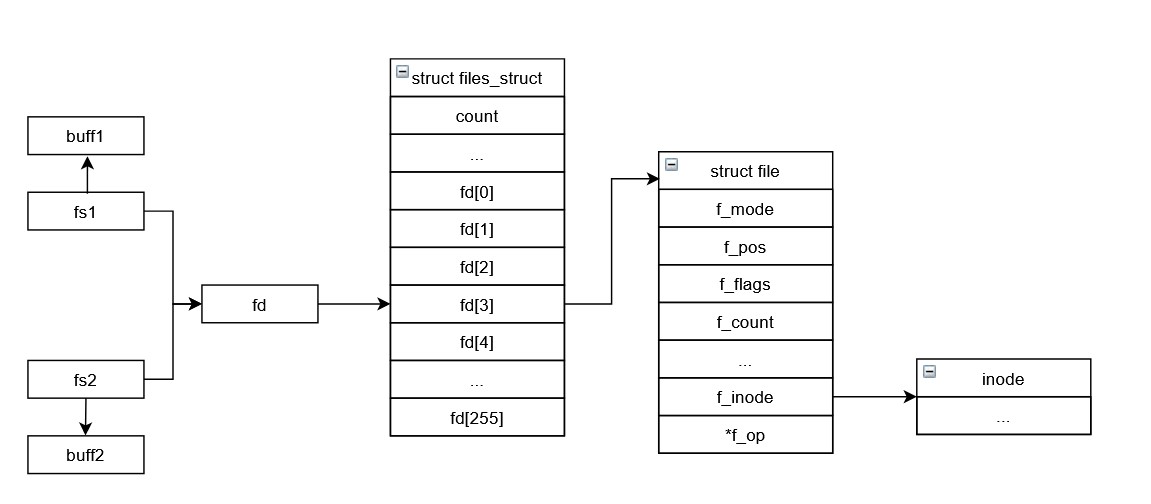 buff1
fs1
fs2
buff2
fd
struct files_struct
count
...
fd[0]
fd[1]
fd[2]
fd[3]
fd[4]
...
fd[255]
struct file
f_mode
f_pos
f_flags
f_count
...
f_inode
*f_op
inode
...